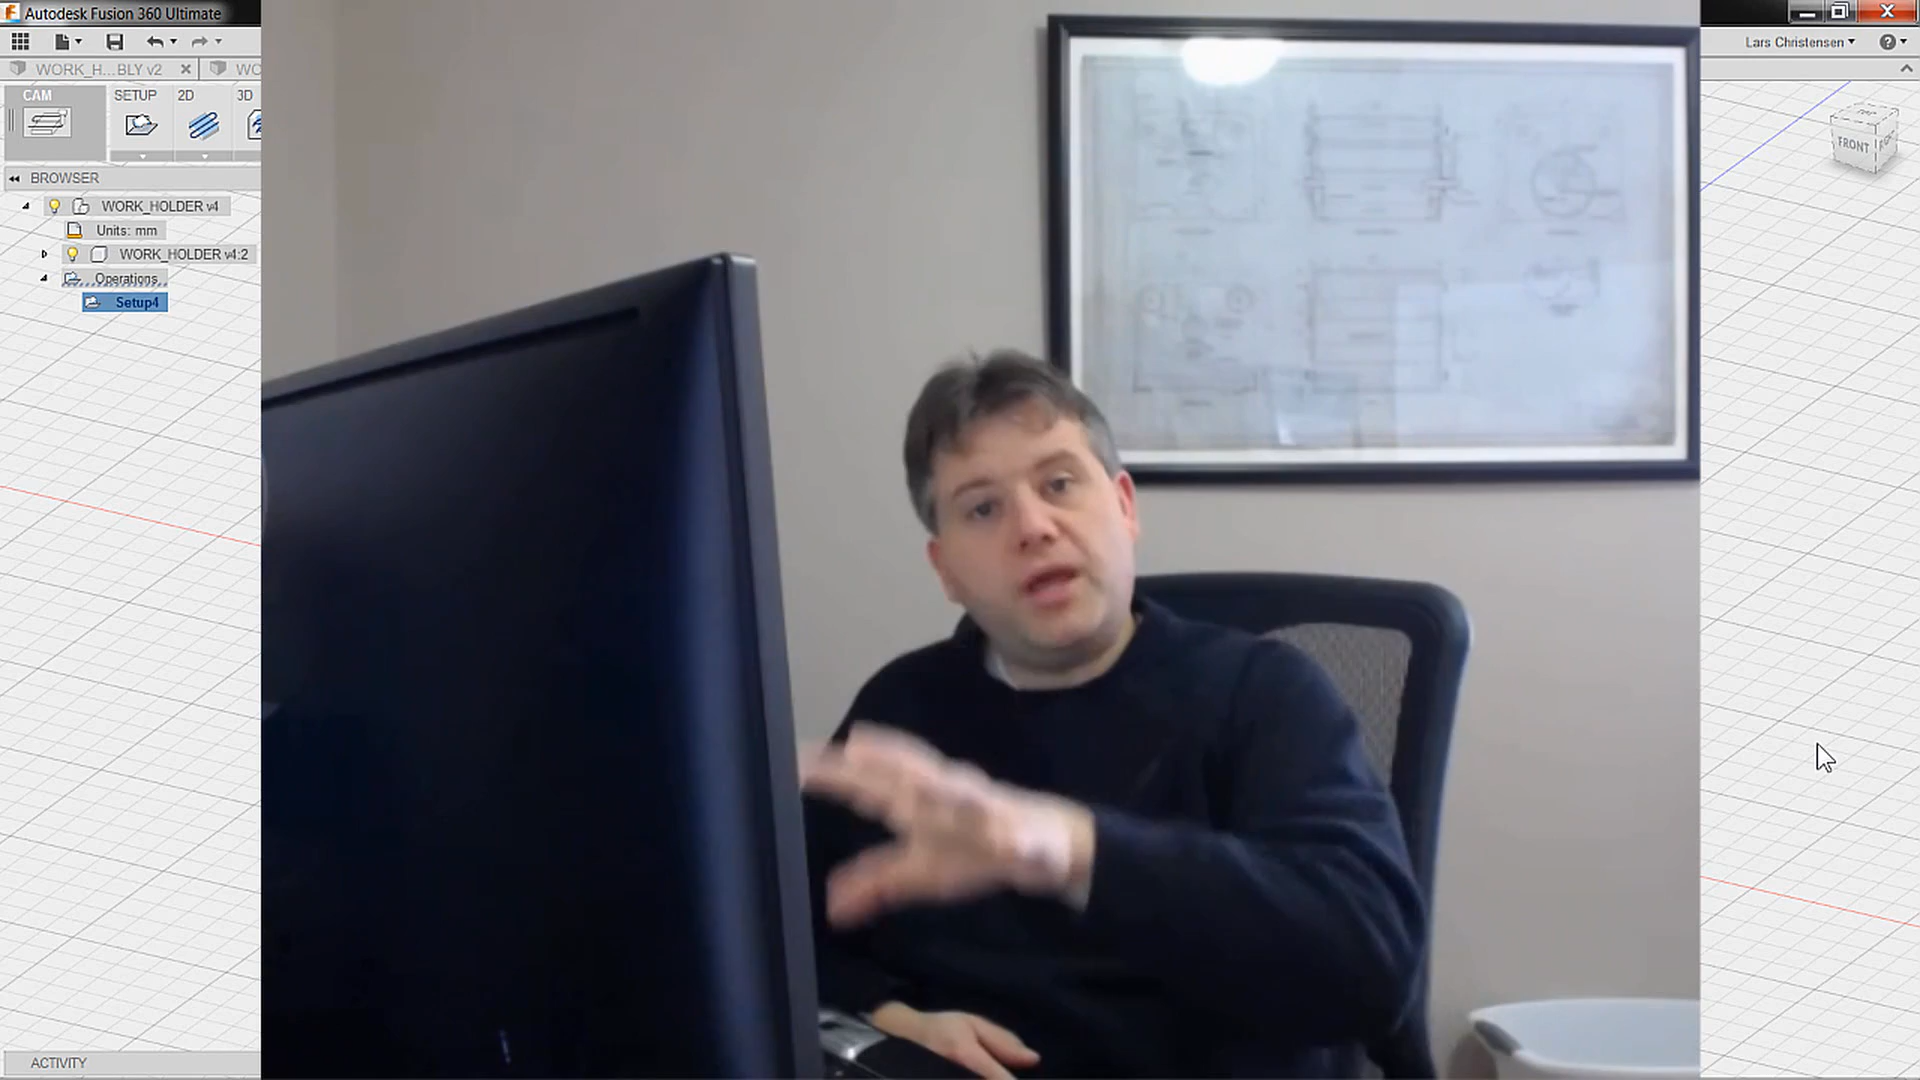 Autodesk Fusion 360 Ultimate
Lars Christensen
WORK_H...BLY v2
WO
CAM
SETUP
2D
3D
BROWSER
WORK_HOLDER v4
Units: mm
WORK_HOLDER v4:2
Operations
Setup4
FRONT
ACTIVITY